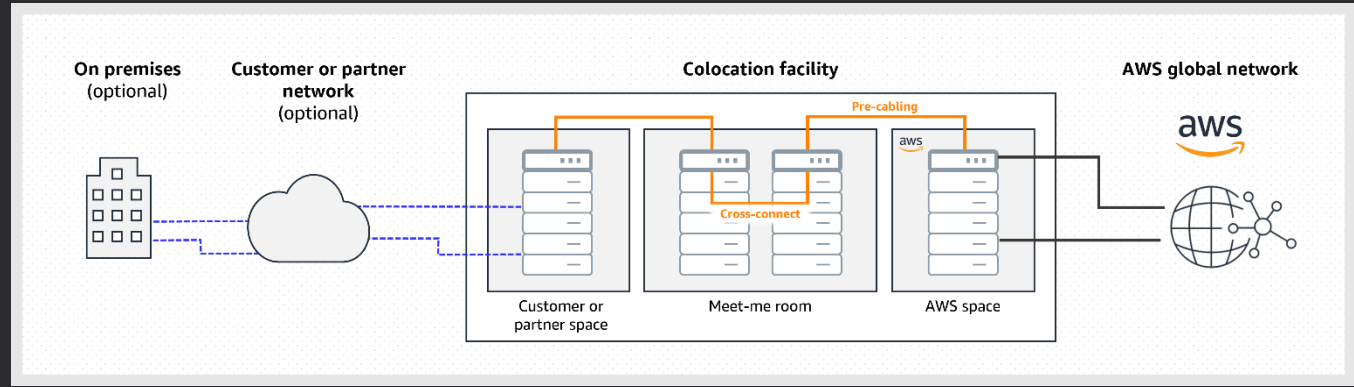 On premises
(optional)
Customer or partner
network
(optional)
Colocation facility
AWS global network
Pre-cabling
aws
aws
Cross-connect
Customer or
partner space
Meet-me room
AWS space